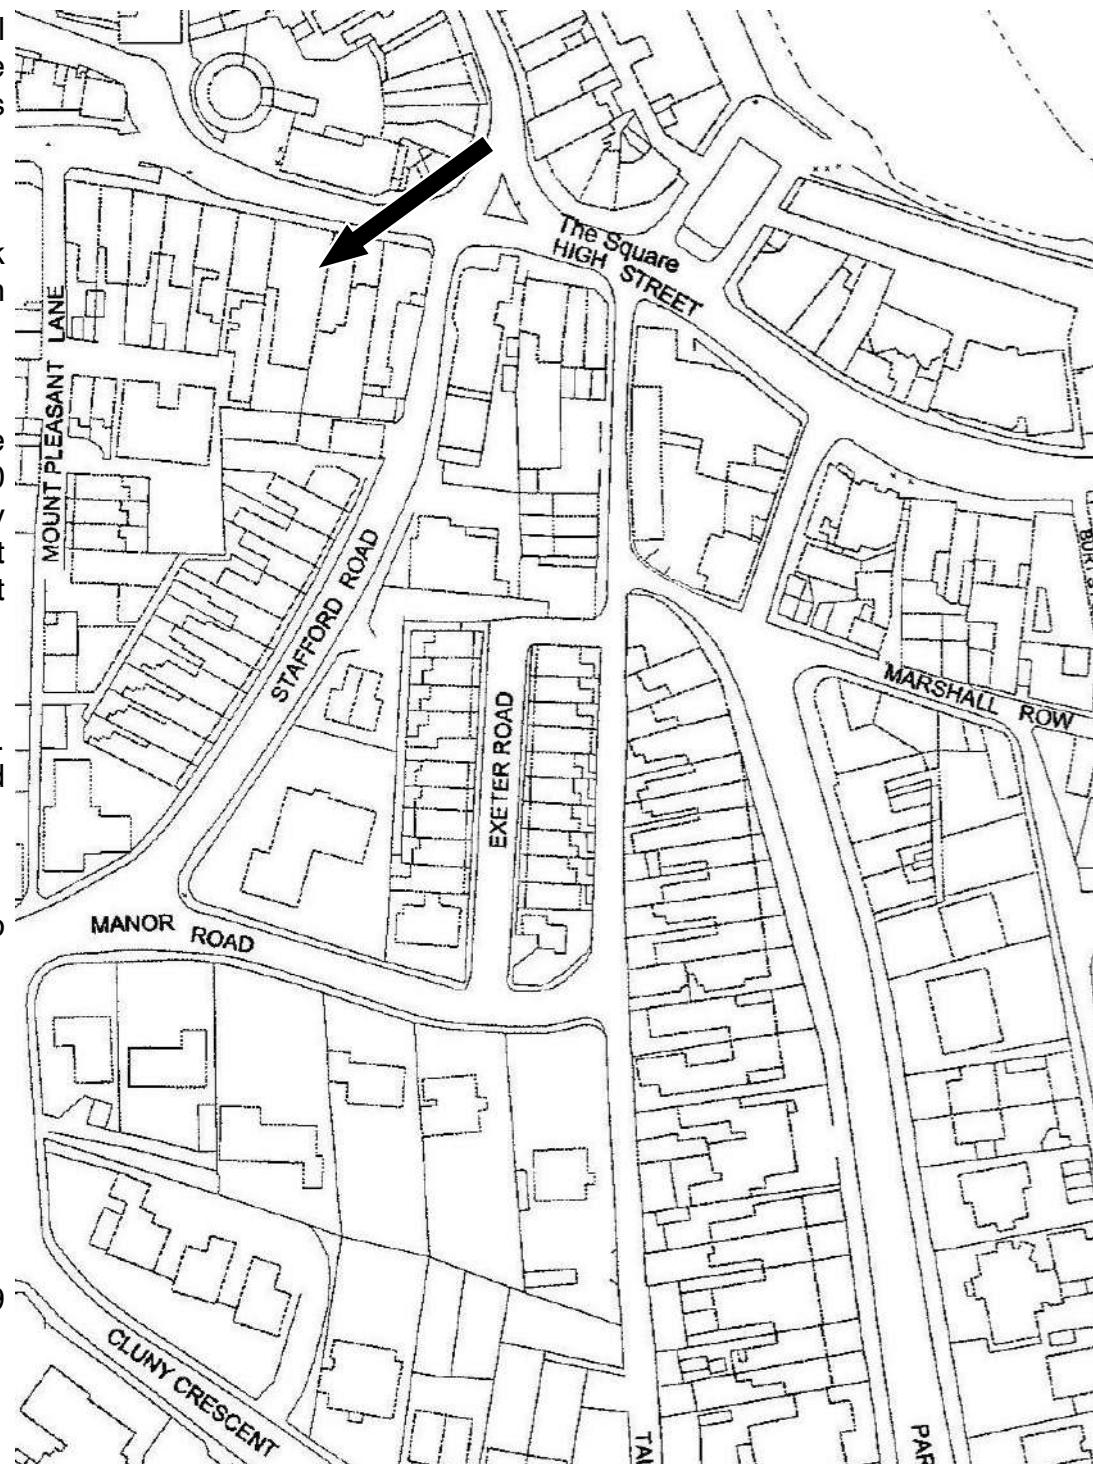 The Square
HIGH STREET
MOUNT PLEASANT LANE
STAFFORD ROAD
EXETER ROAD
MARSHALL ROW
MANOR ROAD
CLUNY CRESCENT